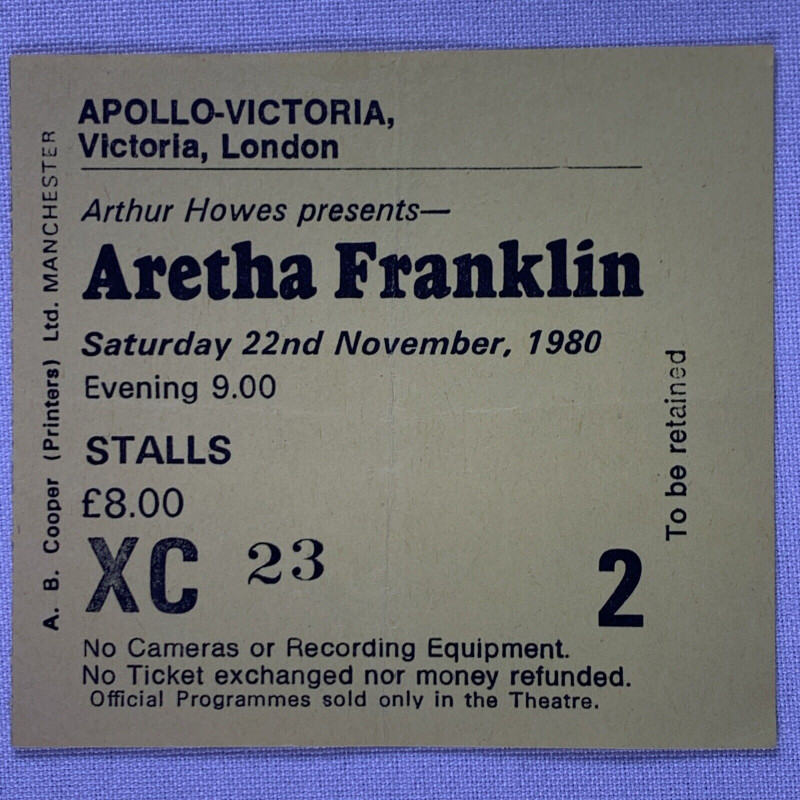 APOLLO-VICTORIA,
Victoria, London
Arthur Howes presents—
Aretha Franklin
Saturday 22nd November, 1980
Evening 9.00
STALLS
£8.00
XC 23 2
No Cameras or Recording Equipment.
No Ticket exchanged nor money refunded.
Official Programmes sold only in the Theatre.
To be retained
A. B. Cooper (Printers) Ltd. MANCHESTER